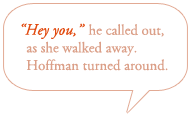 “Hey you,” he called out,
as she walked away.
Hoffman turned around.